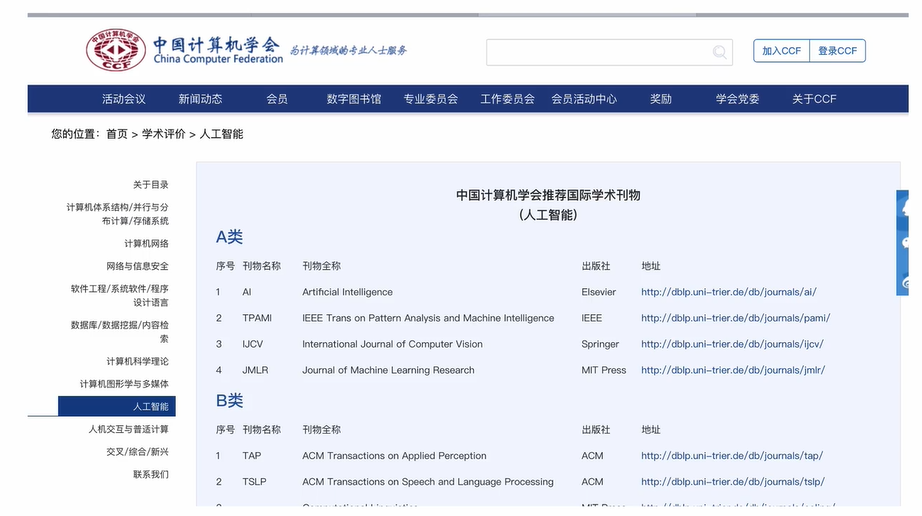 中国计算机学会 为计算领域的专业人士服务
China Computer Federation
CCF
加入CCF 登录CCF
活动会议 新闻动态 会员 数字图书馆 专业委员会 工作委员会 会员活动中心 奖励 学会党委 关于CCF
您的位置：首页 > 学术评价 > 人工智能
关于目录
计算机体系结构/并行与分
布计算/存储系统
计算机网络
网络与信息安全
软件工程/系统软件/程序
设计语言
数据库/数据挖掘/内容检
索
计算机科学理论
计算机图形学与多媒体
人工智能
人机交互与普适计算
交叉/综合/新兴
联系我们
中国计算机学会推荐国际学术刊物
(人工智能)
A类
序号 刊物名称 刊物全称 出版社 地址
1 AI Artificial Intelligence Elsevier http://dblp.uni-trier.de/db/journals/ai/
2 TPAMI IEEE Trans on Pattern Analysis and Machine Intelligence IEEE http://dblp.uni-trier.de/db/journals/pami/
3 IJCV International Journal of Computer Vision Springer http://dblp.uni-trier.de/db/journals/ijcv/
4 JMLR Journal of Machine Learning Research MIT Press http://dblp.uni-trier.de/db/journals/jmlr/
B类
序号 刊物名称 刊物全称 出版社 地址
1 TAP ACM Transactions on Applied Perception ACM http://dblp.uni-trier.de/db/journals/tap/
2 TSLP ACM Transactions on Speech and Language Processing ACM http://dblp.uni-trier.de/db/journals/tslp/